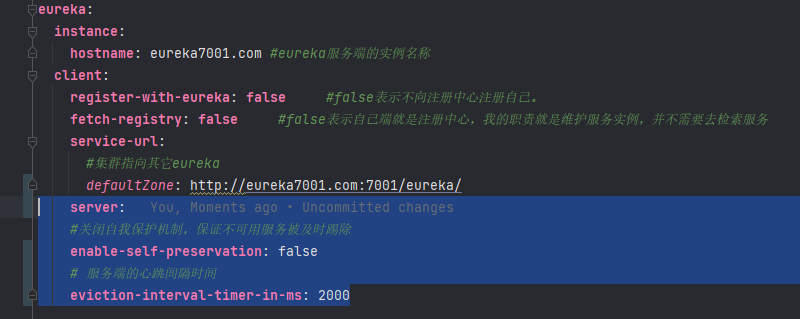 eureka:
instance:
hostname: eureka7001.com #eureka服务端的实例名称
client:
register-with-eureka: false #false表示不向注册中心注册自己。
fetch-registry: false #false表示自己端就是注册中心，我的职责就是维护服务实例，并不需要去检索服务
service-url:
#集群指向其它eureka
defaultZone: http://eureka7001.com:7001/eureka/
server: You, Moments ago • Uncommitted changes
#关闭自我保护机制，保证不可用服务被及时踢除
enable-self-preservation: false
# 服务端的心跳间隔时间
eviction-interval-timer-in-ms: 2000